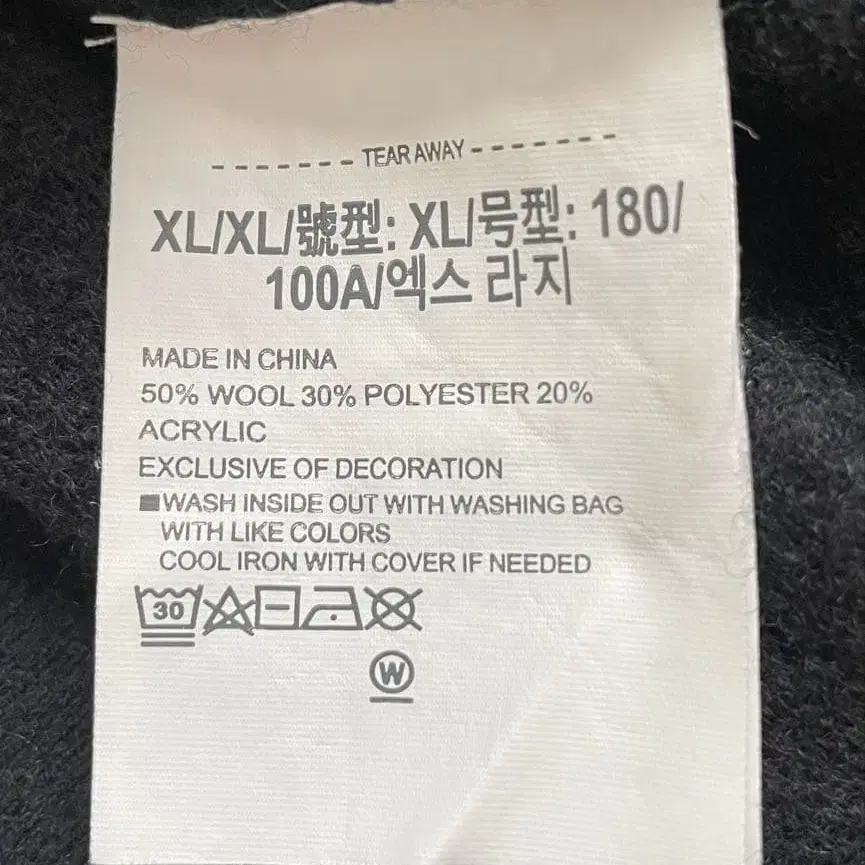 - - - - - - - TEAR AWAY - - - - - - -
XL/XL/號型: XL/号型: 180/
100A/엑스 라지
MADE IN CHINA
50% WOOL 30% POLYESTER 20%
ACRYLIC
EXCLUSIVE OF DECORATION
■WASH INSIDE OUT WITH WASHING BAG
WITH LIKE COLORS
COOL IRON WITH COVER IF NEEDED
30
W